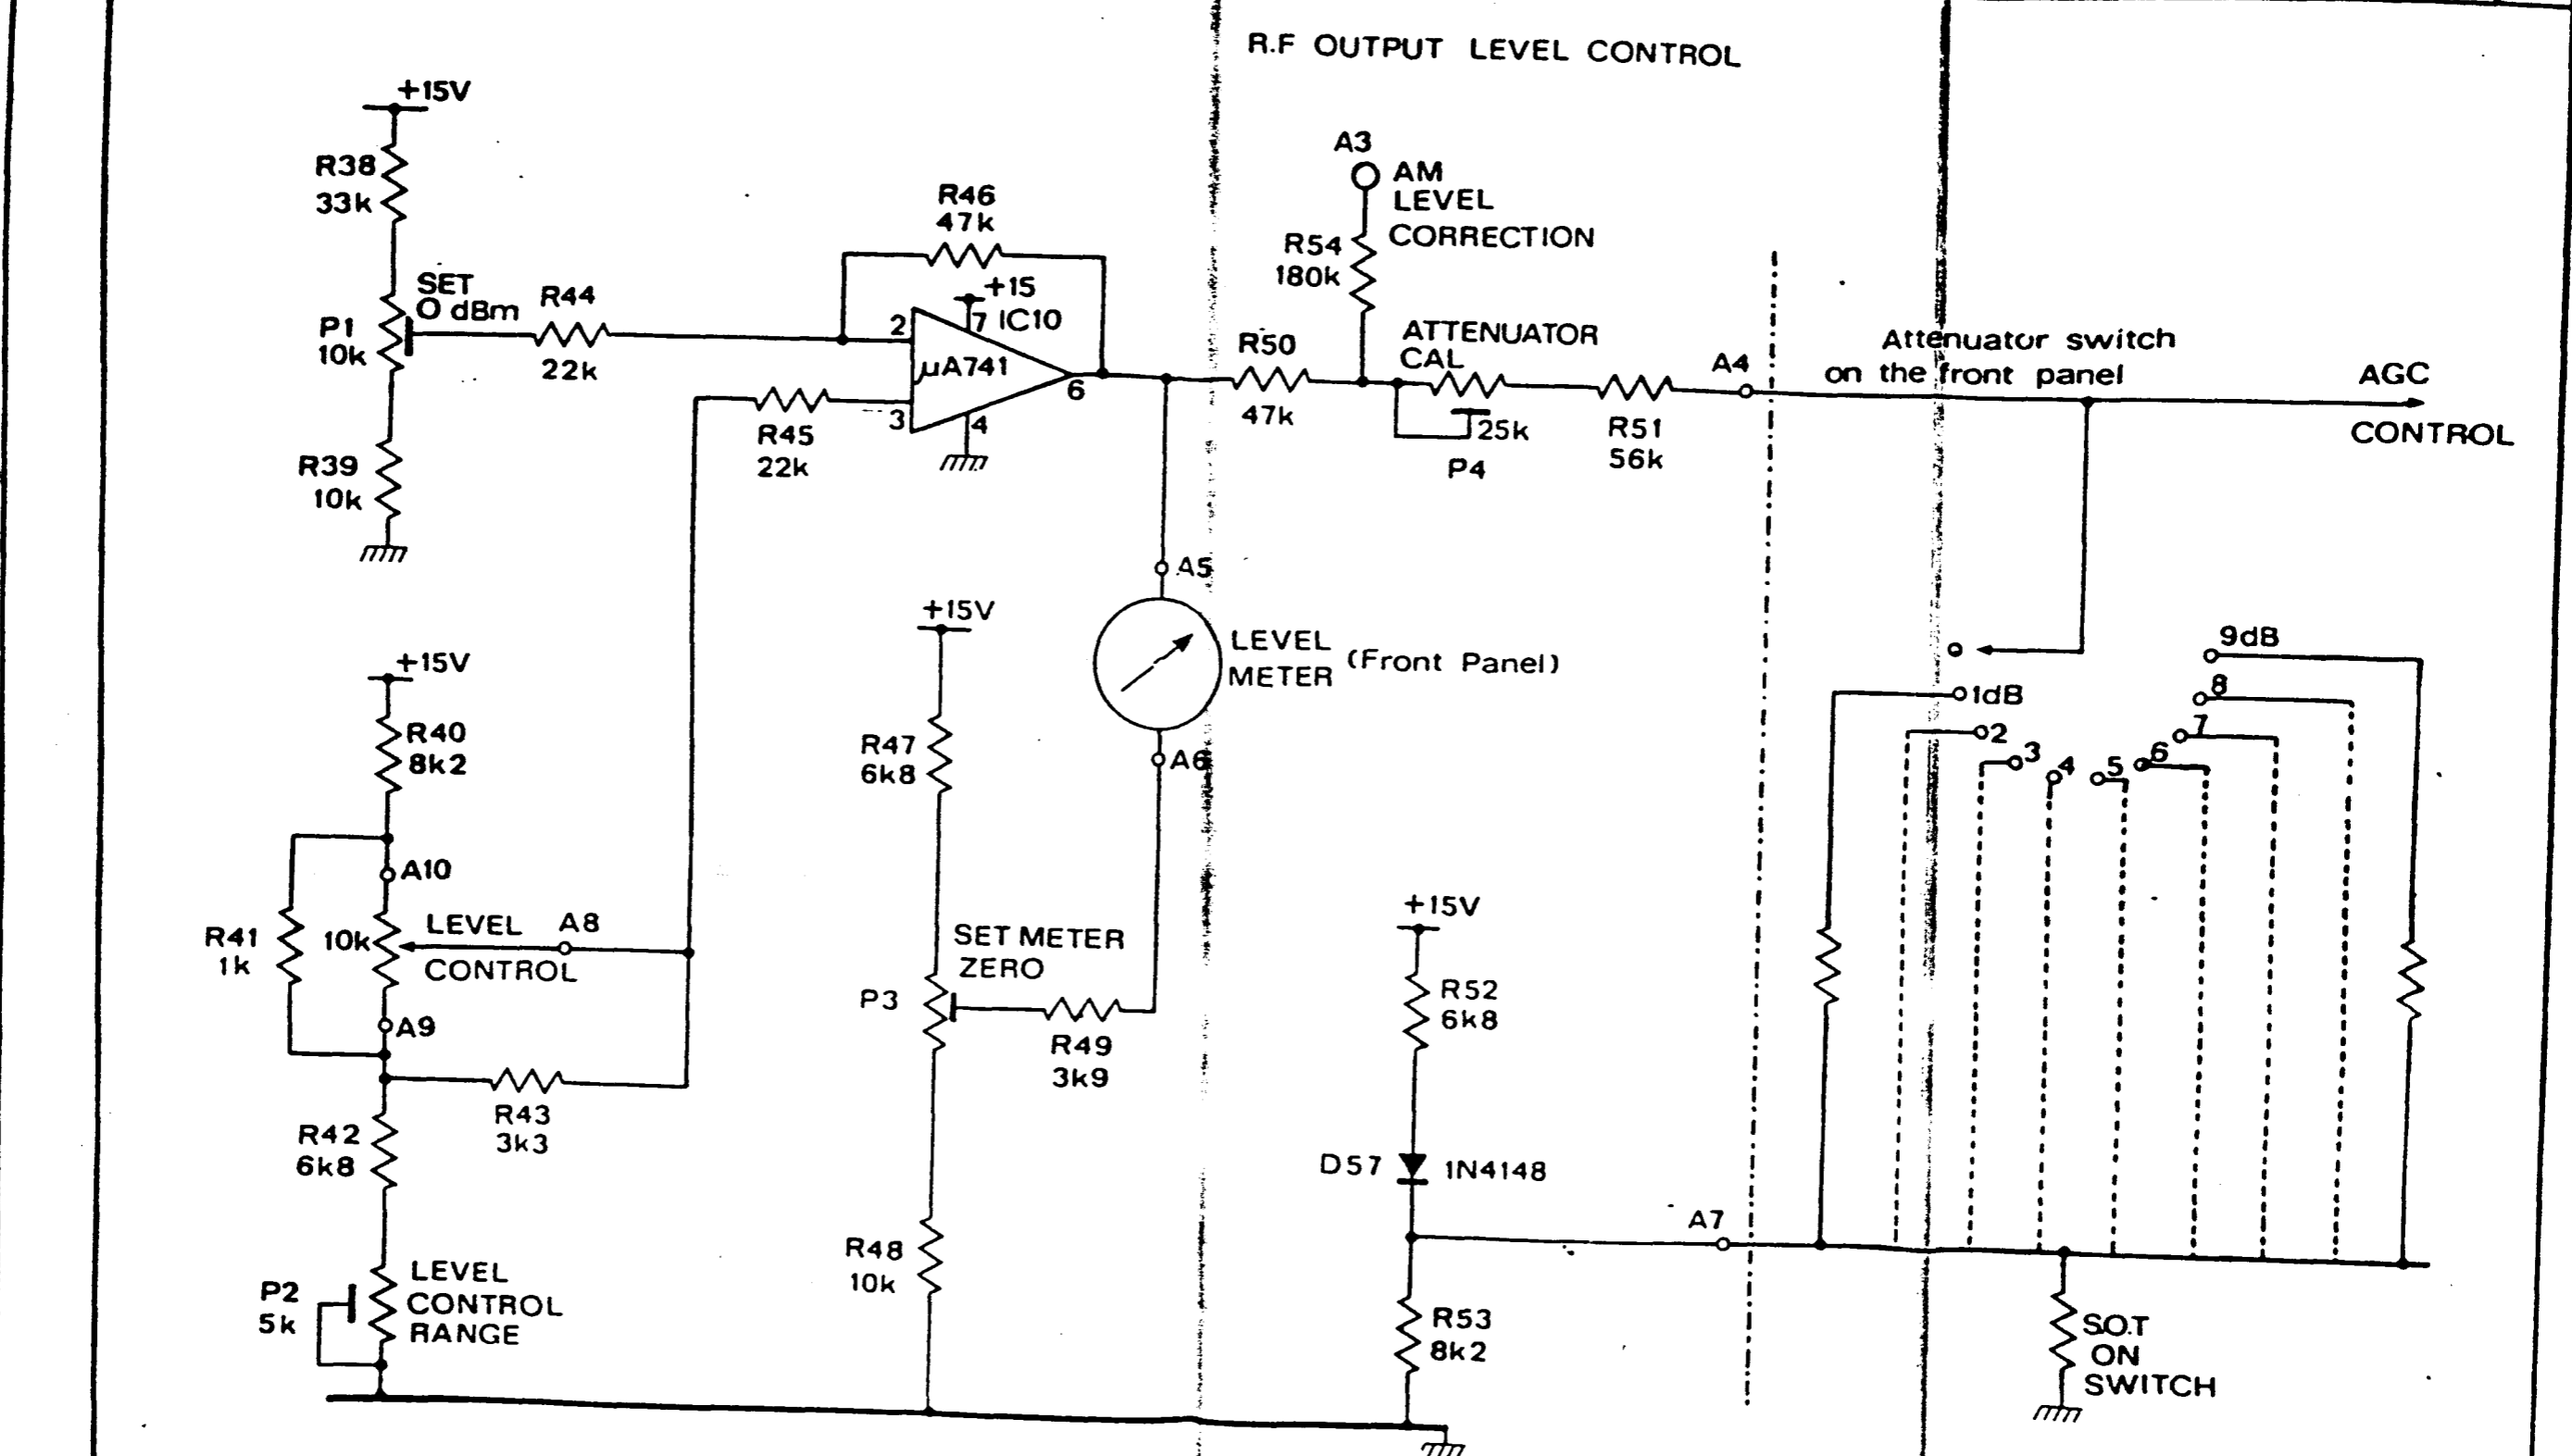 R.F OUTPUT LEVEL CONTROL
+15V
R38
33k
SET
0 dBm
P1
10k
R44
22k
R39
10k
R46
47k
+15
7 IC10
2
µA741
3
4
6
R45
22k
A3
AM
LEVEL
CORRECTION
R54
180k
R50
47k
ATTENUATOR
CAL
25k
P4
R51
56k
A4
Attenuator switch
on the front panel
AGC
CONTROL
A5
LEVEL
METER
(Front Panel)
A6
+15V
R40
8k2
A10
R41
1k
10k
LEVEL
CONTROL
A8
A9
R43
3k3
R42
6k8
P2
5k
LEVEL
CONTROL
RANGE
+15V
R47
6k8
SET METER
ZERO
P3
R49
3k9
R48
10k
+15V
R52
6k8
D57
1N4148
A7
R53
8k2
1dB
2
3
4
5
6
7
8
9dB
S.O.T
ON
SWITCH